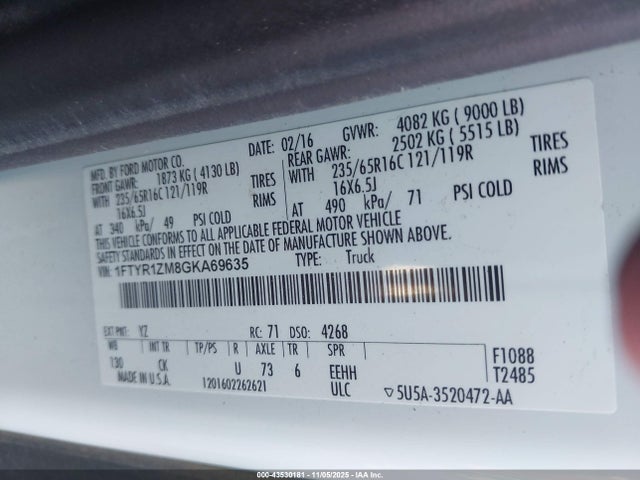 MFD. BY FORD MOTOR CO.
DATE: 02/16 GVWR: 4082 KG ( 9000 LB)
FRONT GAWR: 1873 KG ( 4130 LB) REAR GAWR: 2502 KG ( 5515 LB)
WITH 235/65R16C 121/119R TIRES WITH 235/65R16C 121/119R TIRES
16X6.5J RIMS 16X6.5J RIMS
AT 340 kPa/ 49 PSI COLD AT 490 kPa/ 71 PSI COLD
THIS VEHICLE CONFORMS TO ALL APPLICABLE FEDERAL MOTOR VEHICLE
SAFETY STANDARDS IN EFFECT ON THE DATE OF MANUFACTURE SHOWN ABOVE.
VIN: 1FTYR1ZM8GKA69635 TYPE: Truck
EXT PNT: YZ RC: 71 DSO: 4268
WB INT TR TP/PS R AXLE TR SPR F1088
130 CK U 73 6 EEHH T2485
MADE IN U.S.A. 1201602262621 ULC ▽5U5A-3520472-AA
000-43530181 - 11/05/2025 - IAA Inc.